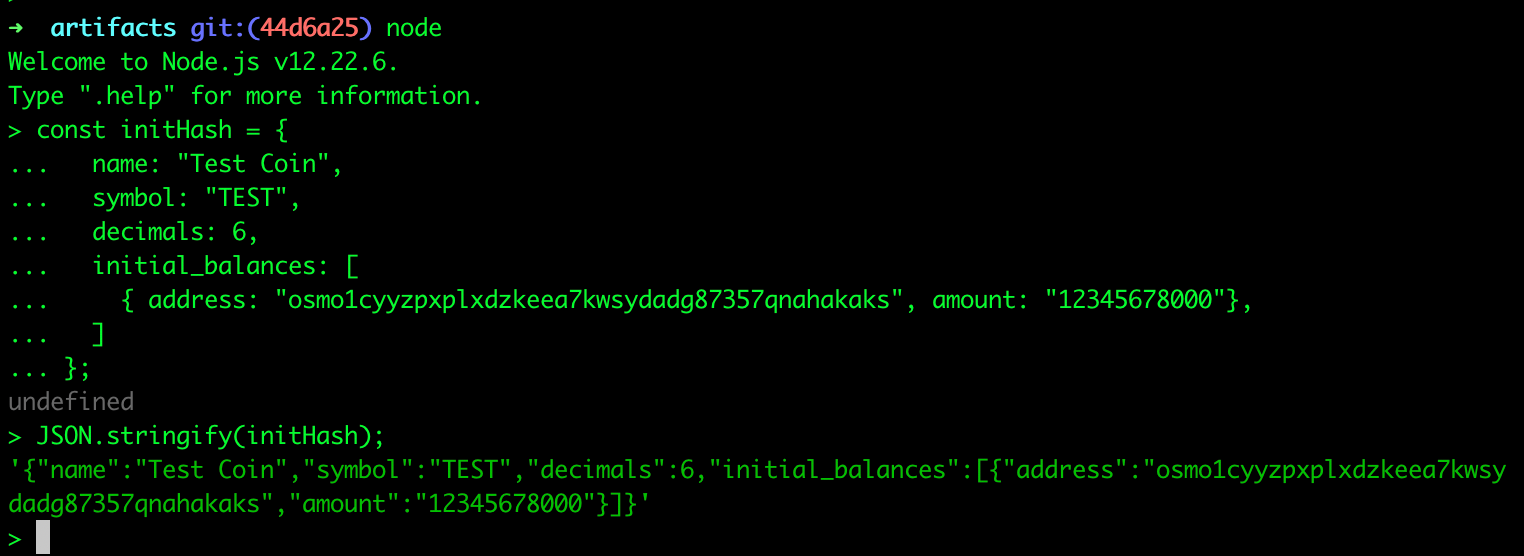 → artifacts git:(44d6a25) node
Welcome to Node.js v12.22.6.
Type ".help" for more information.
> const initHash = {
...   name: "Test Coin",
...   symbol: "TEST",
...   decimals: 6,
...   initial_balances: [
...     { address: "osmo1cyyzpxplxdzkeea7kwsydadg87357qnahakaks", amount: "12345678000"},
...   ]
... };
undefined
> JSON.stringify(initHash);
'{"name":"Test Coin","symbol":"TEST","decimals":6,"initial_balances":[{"address":"osmo1cyyzpxplxdzkeea7kwsy
dadg87357qnahakaks","amount":"12345678000"}]}'
>